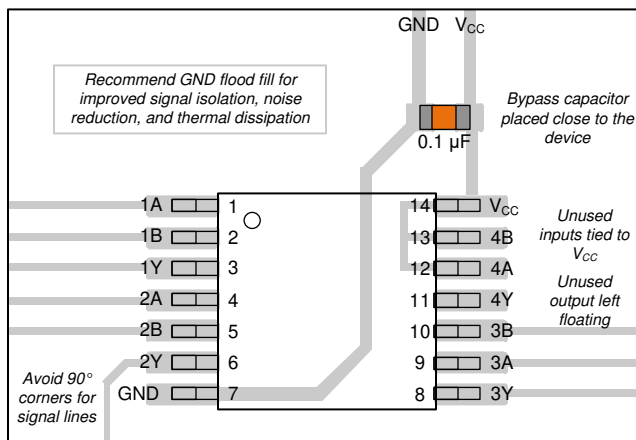 GND VCC
Recommend GND flood fill for
improved signal isolation, noise
reduction, and thermal dissipation
Bypass capacitor
placed close to the
device
0.1 µF
1A 1 14 VCC
1B 2 13 4B
1Y 3 12 4A
2A 4 11 4Y
2B 5 10 3B
2Y 6 9 3A
GND 7 8 3Y
Unused
inputs tied to
VCC
Unused
output left
floating
Avoid 90°
corners for
signal lines